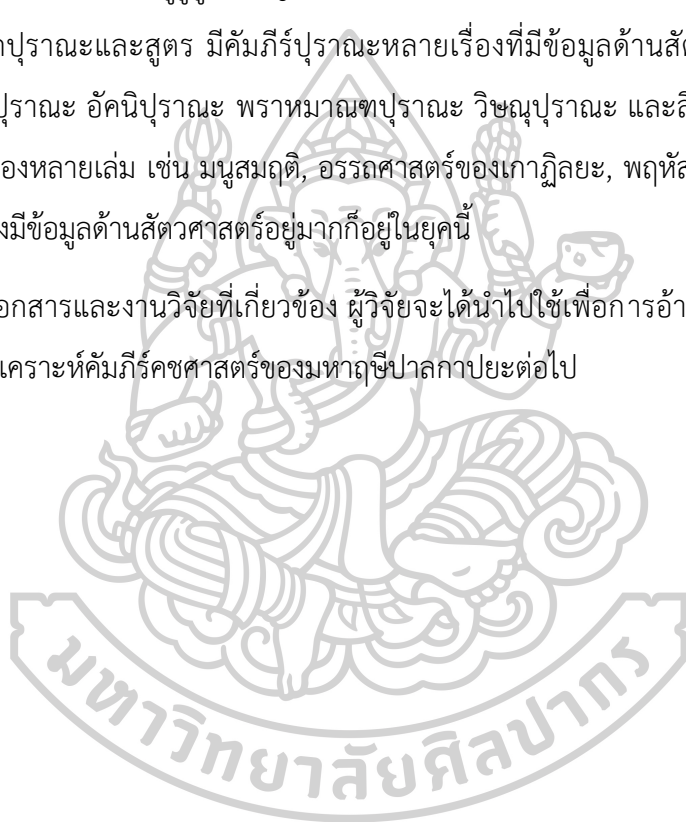 ปุราณะและสูตร มีคัมภีร์ปุราณะหลายเรื่องที่มีข้อมูลด้าน
ปุราณะ อัคนิปุราณะ พราหมาณฑปุราณะ วิษณุปุราณะ และ
หลายเล่ม เช่น มนูสมฤติ, อรรถศาสตร์ของเกาฏิลยะ,
มีข้อมูลด้านสัตวศาสตร์อยู่มากก็อยู่ในยุคนี้
อกสารและงานวิจัยที่เกี่ยวข้อง ผู้วิจัยจะได้นำไปใช้เพื่อการอ้า
เคราะห์คัมภีร์คชศาสตร์ของมหาฤษีปาลกาปยะต่อไป
มหาวิทยาลัยศิลปากร